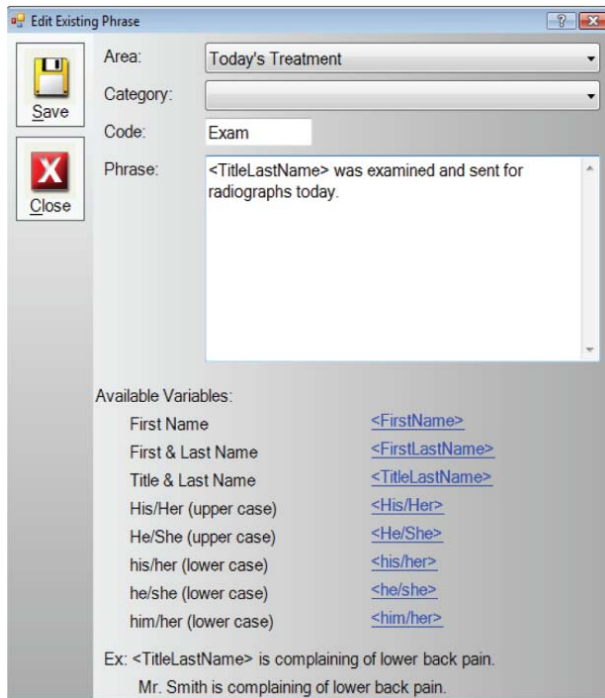 Edit Existing Phrase
Save
Close
Area: Today's Treatment
Category:
Code: Exam
Phrase: <TitleLastName> was examined and sent for
radiographs today.
Available Variables:
First Name <FirstName>
First & Last Name <FirstLastName>
Title & Last Name <TitleLastName>
His/Her (upper case) <His/Her>
He/She (upper case) <He/She>
his/her (lower case) <his/her>
he/she (lower case) <he/she>
him/her (lower case) <him/her>
Ex: <TitleLastName> is complaining of lower back pain.
Mr. Smith is complaining of lower back pain.